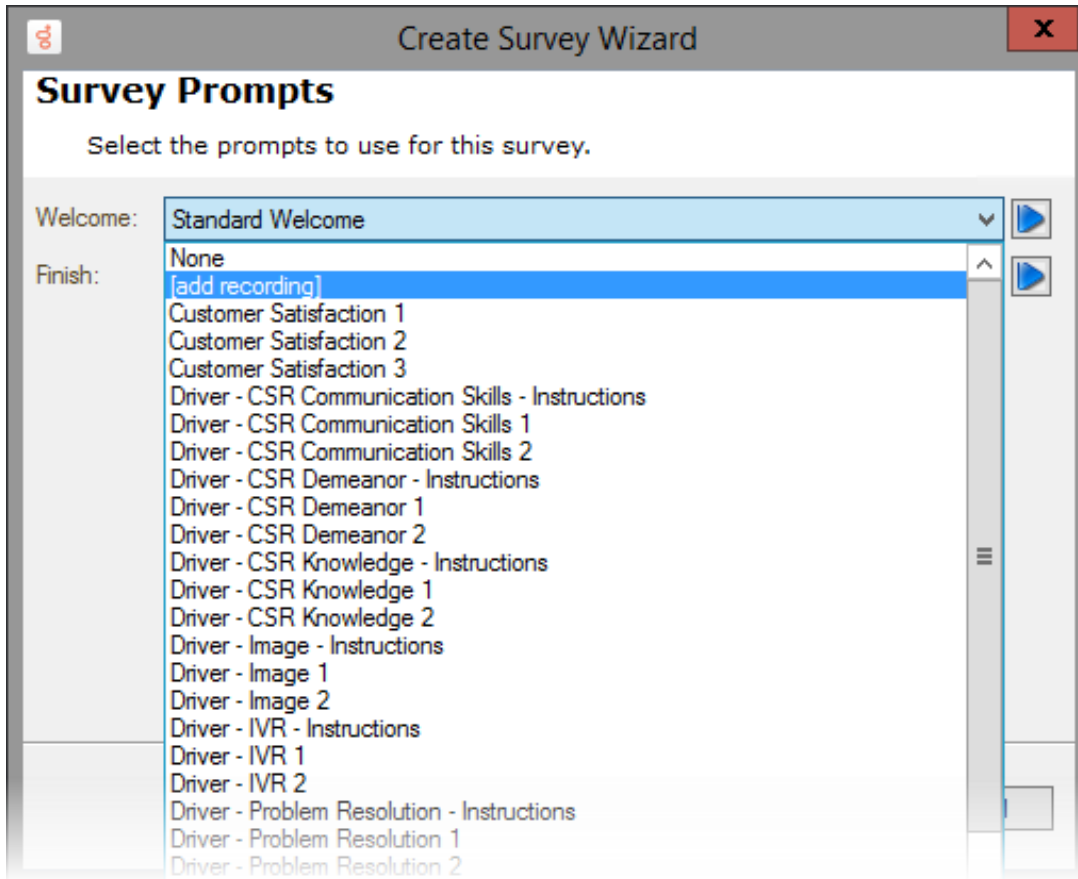 Create Survey Wizard
x
Survey Prompts
Select the prompts to use for this survey.
Welcome: Standard Welcome
Finish:
None
[add recording]
Customer Satisfaction 1
Customer Satisfaction 2
Customer Satisfaction 3
Driver - CSR Communication Skills - Instructions
Driver - CSR Communication Skills 1
Driver - CSR Communication Skills 2
Driver - CSR Demeanor - Instructions
Driver - CSR Demeanor 1
Driver - CSR Demeanor 2
Driver - CSR Knowledge - Instructions
Driver - CSR Knowledge 1
Driver - CSR Knowledge 2
Driver - Image - Instructions
Driver - Image 1
Driver - Image 2
Driver - IVR - Instructions
Driver - IVR 1
Driver - IVR 2
Driver - Problem Resolution - Instructions
Driver - Problem Resolution 1
Driver - Problem Resolution 2